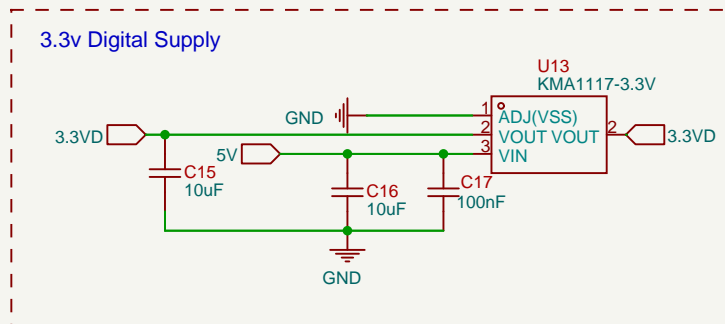 3.3v Digital Supply
U13
KMA1117-3.3V
GND
1
ADJ(VSS)
3.3VD
2
VOUT VOUT
2
3.3VD
5V
3
VIN
C15
10uF
C16
10uF
C17
100nF
GND